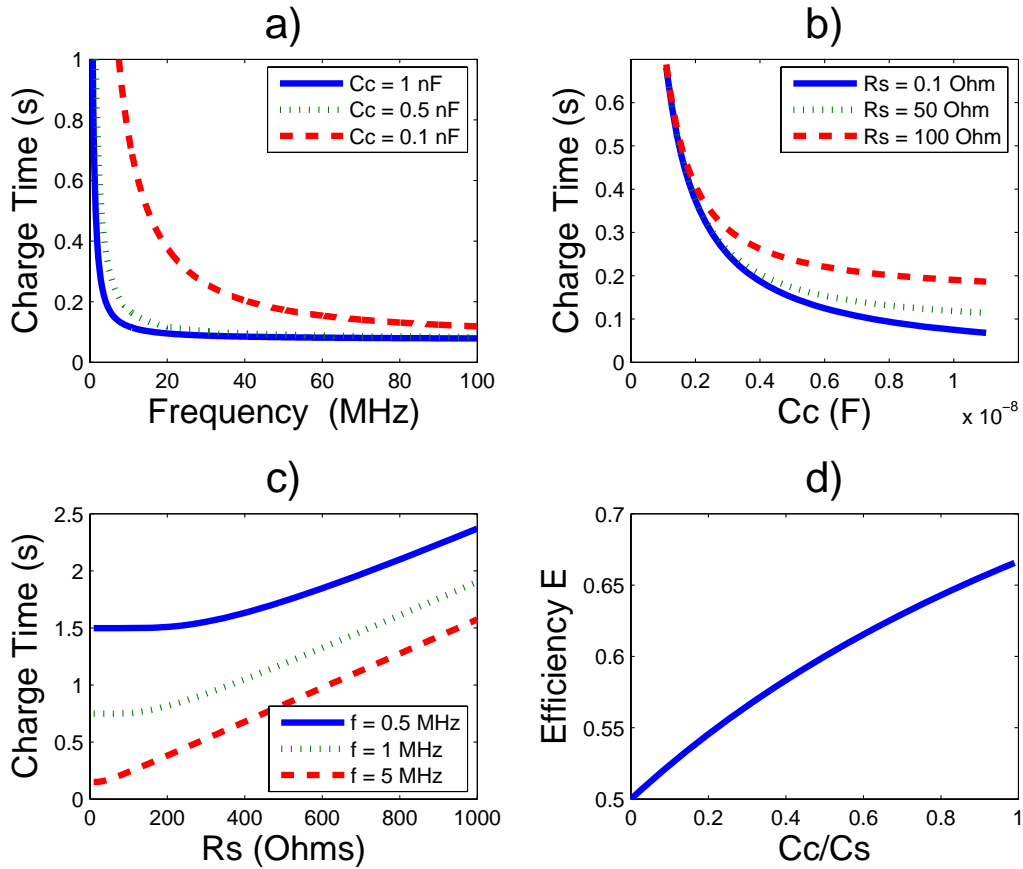 a)
Charge Time (s)
1
0.8
0.6
0.4
0.2
0
Cc = 1 nF
Cc = 0.5 nF
Cc = 0.1 nF
0 20 40 60 80 100
Frequency (MHz)
b)
Charge Time (s)
0.6
0.5
0.4
0.3
0.2
0.1
0
Rs = 0.1 Ohm
Rs = 50 Ohm
Rs = 100 Ohm
0 0.2 0.4 0.6 0.8 1
x 10⁻⁸
Cc (F)
c)
Charge Time (s)
2.5
2
1.5
1
0.5
0
f = 0.5 MHz
f = 1 MHz
f = 5 MHz
0 200 400 600 800 1000
Rs (Ohms)
d)
Efficiency E
0.7
0.65
0.6
0.55
0.5
0 0.2 0.4 0.6 0.8 1
Cc/Cs